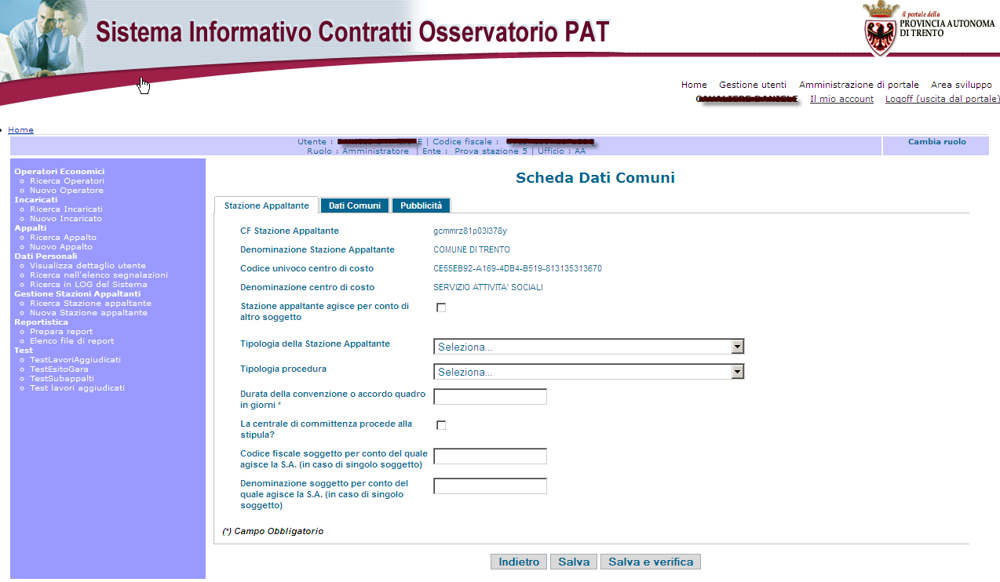 Sistema Informativo Contratti Osservatorio PAT
il portale della
PROVINCIA AUTONOMA
DI TRENTO
Home Gestione utenti Amministrazione di portale Area sviluppo
Il mio account Logoff (uscita dal portale)
Home
Utente : | Codice fiscale :
Ruolo : Amministratore | Ente : Prova stazione 5 | Ufficio : AA
Cambia ruolo
Operatori Economici
Ricerca Operatori
Nuovo Operatore
Incaricati
Ricerca Incaricati
Nuovo Incaricato
Appalti
Ricerca Appalto
Nuovo Appalto
Dati Personali
Visualizza dettaglio utente
Ricerca nell'elenco segnalazioni
Ricerca in LOG del Sistema
Gestione Stazioni Appaltanti
Ricerca Stazione appaltante
Nuova Stazione appaltante
Reportistica
Prepara report
Elenco file di report
Test
TestLavoriAggiudicati
TestEsitoGara
TestSubappalti
Test lavori aggiudicati
Scheda Dati Comuni
Stazione Appaltante Dati Comuni Pubblicità
CF Stazione Appaltante gcmmrz81p03l378y
Denominazione Stazione Appaltante COMUNE DI TRENTO
Codice univoco centro di costo CE55EB92-A169-4DB4-B519-813135313670
Denominazione centro di costo SERVIZIO ATTIVITA' SOCIALI
Stazione appaltante agisce per conto di
altro soggetto
Tipologia della Stazione Appaltante Seleziona...
Tipologia procedura Seleziona...
Durata della convenzione o accordo quadro
in giorni *
La centrale di committenza procede alla
stipula?
Codice fiscale soggetto per conto del quale
agisce la S.A. (in caso di singolo soggetto)
Denominazione soggetto per conto del
quale agisce la S.A. (in caso di singolo
soggetto)
(*) Campo Obbligatorio
Indietro Salva Salva e verifica